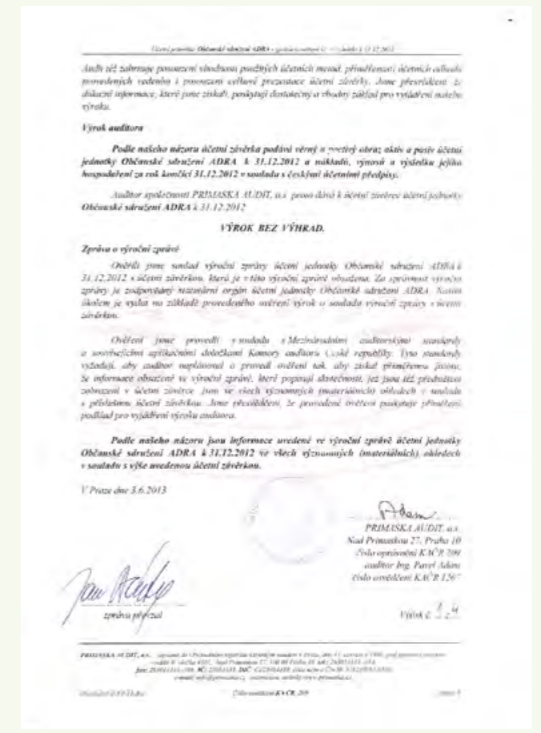 Audit též zahrnuje posouzení vhodnosti použitých účetních metod, přiměřenosti účetních odhadů
provedených vedením i posouzení celkové prezentace účetní závěrky. Jsme přesvědčeni, že
důkazní informace, které jsme získali, poskytují dostatečný a vhodný základ pro vyjádření našeho
výroku.
Výrok auditora
Podle našeho názoru účetní závěrka podává věrný a poctivý obraz aktiv a pasiv účetní
jednotky Občanské sdružení ADRA k 31.12.2012 a nákladů, výnosů a výsledku jejího
hospodaření za rok končící 31.12.2012 v souladu s českými účetními předpisy.
Auditor společnosti PRIMASKA AUDIT, a.s. proto dává k účetní závěrce účetní jednotky
Občanské sdružení ADRA k 31.12.2012
VÝROK BEZ VÝHRAD.
Zpráva o výroční zprávě
Ověřili jsme soulad výroční zprávy účetní jednotky Občanské sdružení ADRA k
31.12.2012 s účetní závěrkou, která je v této výroční zprávě obsažena. Za správnost výroční
zprávy je zodpovědný statutární orgán účetní jednotky Občanské sdružení ADRA. Naším
úkolem je vydat na základě provedeného ověření výrok o souladu výroční zprávy s účetní
závěrkou.
Ověření jsme provedli v souladu s Mezinárodními auditorskými standardy
a souvisejícími aplikačními doložkami Komory auditorů České republiky. Tyto standardy
vyžadují, aby auditor naplánoval a provedl ověření tak, aby získal přiměřenou jistotu,
že informace obsažené ve výroční zprávě, které popisují skutečnosti, jež jsou též předmětem
zobrazení v účetní závěrce, jsou ve všech významných (materiálních) ohledech v souladu
s příslušnou účetní závěrkou. Jsme přesvědčeni, že provedené ověření poskytuje přiměřený
podklad pro vyjádření výroku auditora.
Podle našeho názoru jsou informace uvedené ve výroční zprávě účetní jednotky
Občanské sdružení ADRA k 31.12.2012 ve všech významných (materiálních) ohledech
v souladu s výše uvedenou účetní závěrkou.
V Praze dne 3.6.2013
Adam
PRIMASKA AUDIT, a.s.
Nad Primaskou 27, Praha 10
číslo oprávnění KAČR 209
auditor Ing. Pavel Adam
číslo osvědčení KAČR 1267
zprávu převzal
Výtisk č.
PRIMASKA AUDIT, a.s.